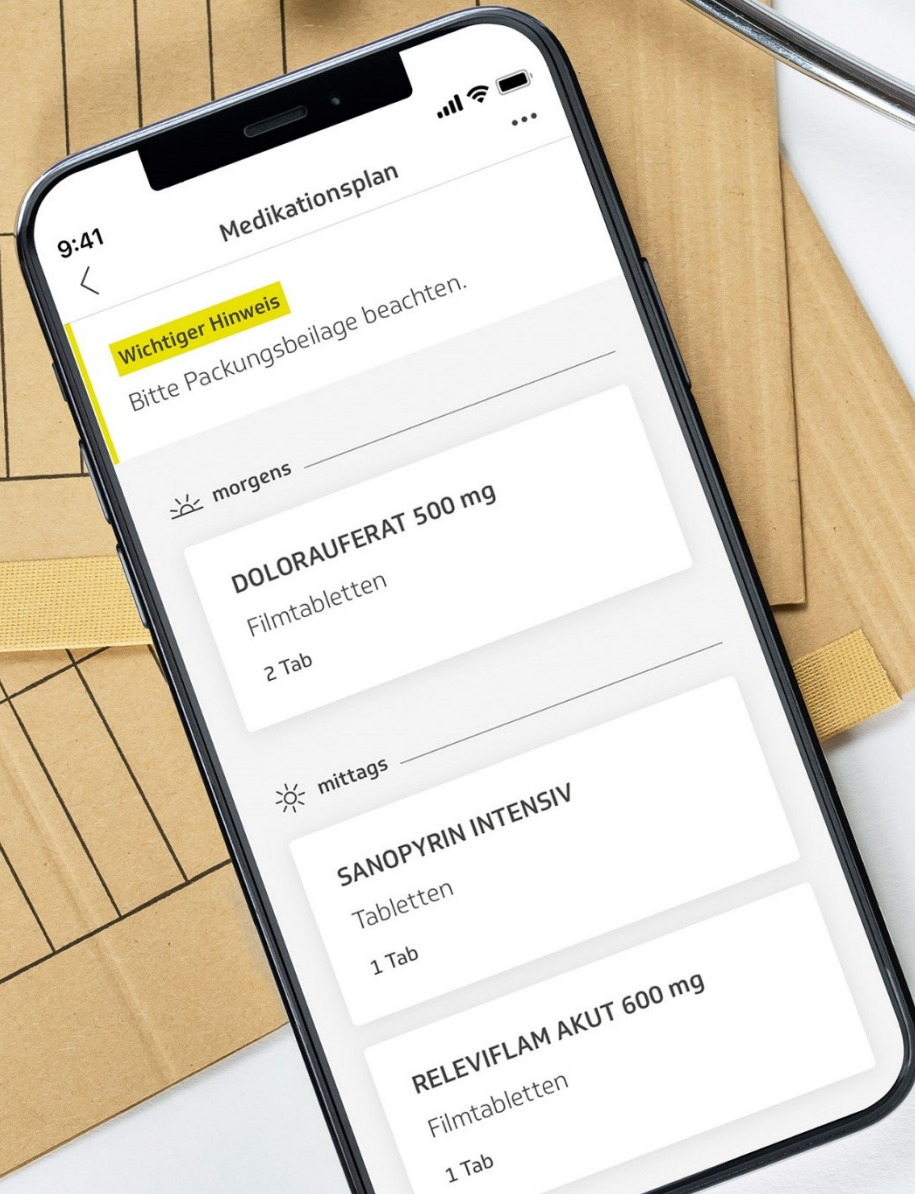 9:41
Medikationsplan
Wichtiger Hinweis
Bitte Packungsbeilage beachten.
morgens
DOLORAUFERAT 500 mg
Filmtabletten
2 Tab
mittags
SANOPYRIN INTENSIV
Tabletten
1 Tab
RELEVIFLAM AKUT 600 mg
Filmtabletten
1 Tab